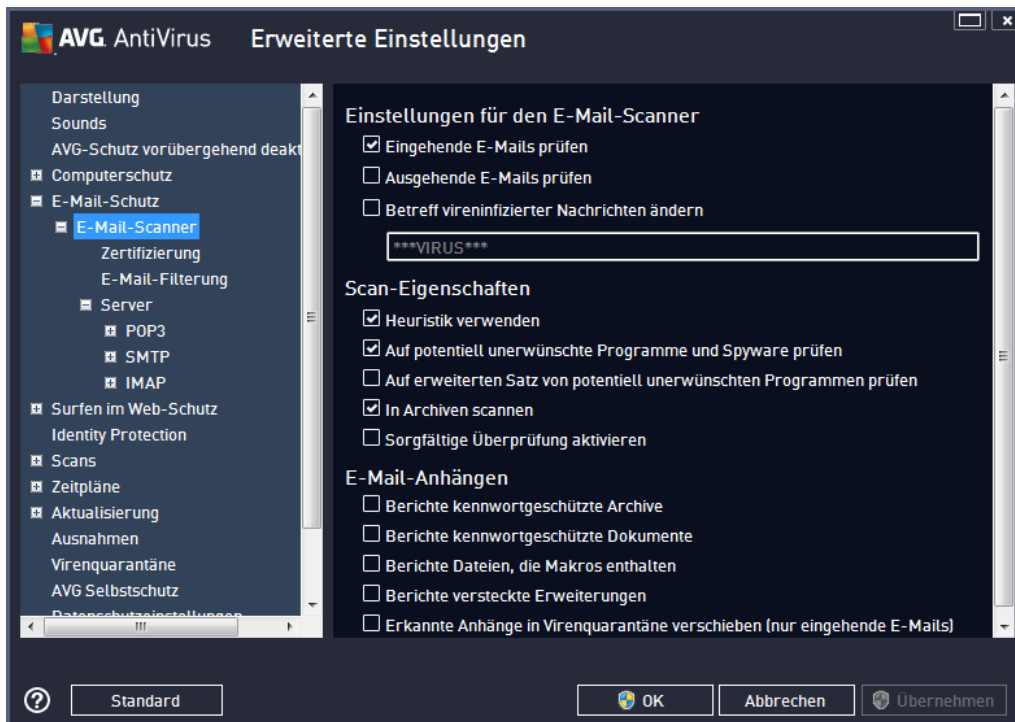 AVG. AntiVirus Erweiterte Einstellungen
Darstellung
Sounds
AVG-Schutz vorübergehend deakt
Computerschutz
E-Mail-Schutz
E-Mail-Scanner
Zertifizierung
E-Mail-Filterung
Server
POP3
SMTP
IMAP
Surfen im Web-Schutz
Identity Protection
Scans
Zeitpläne
Aktualisierung
Ausnahmen
Virenquarantäne
AVG Selbstschutz
Datenschutzeinstellungen
Einstellungen für den E-Mail-Scanner
Eingehende E-Mails prüfen
Ausgehende E-Mails prüfen
Betreff vireninfizierter Nachrichten ändern
***VIRUS***
Scan-Eigenschaften
Heuristik verwenden
Auf potentiell unerwünschte Programme und Spyware prüfen
Auf erweiterten Satz von potentiell unerwünschten Programmen prüfen
In Archiven scannen
Sorgfältige Überprüfung aktivieren
E-Mail-Anhängen
Berichte kennwortgeschützte Archive
Berichte kennwortgeschützte Dokumente
Berichte Dateien, die Makros enthalten
Berichte versteckte Erweiterungen
Erkannte Anhänge in Virenquarantäne verschieben (nur eingehende E-Mails)
? Standard OK Abbrechen Übernehmen